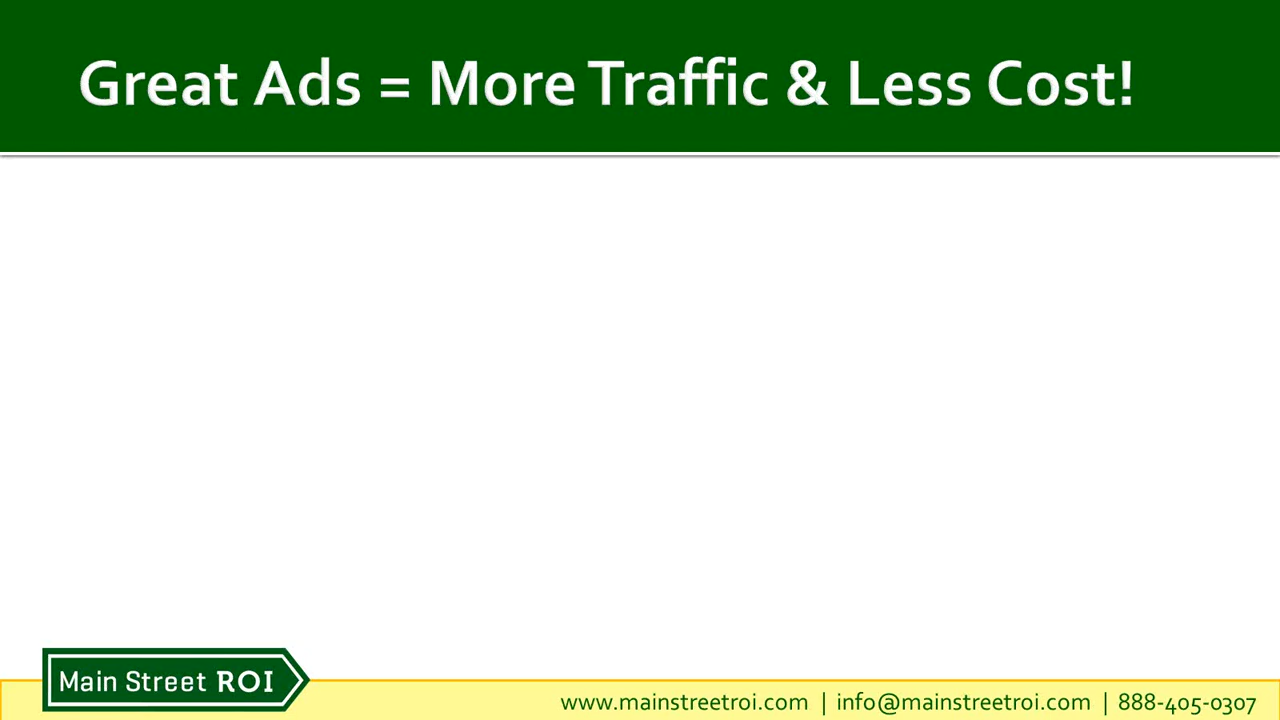 Great Ads = More Traffic & Less Cost!
Main Street ROI
www.mainstreetroi.com | info@mainstreetroi.com | 888-405-0307